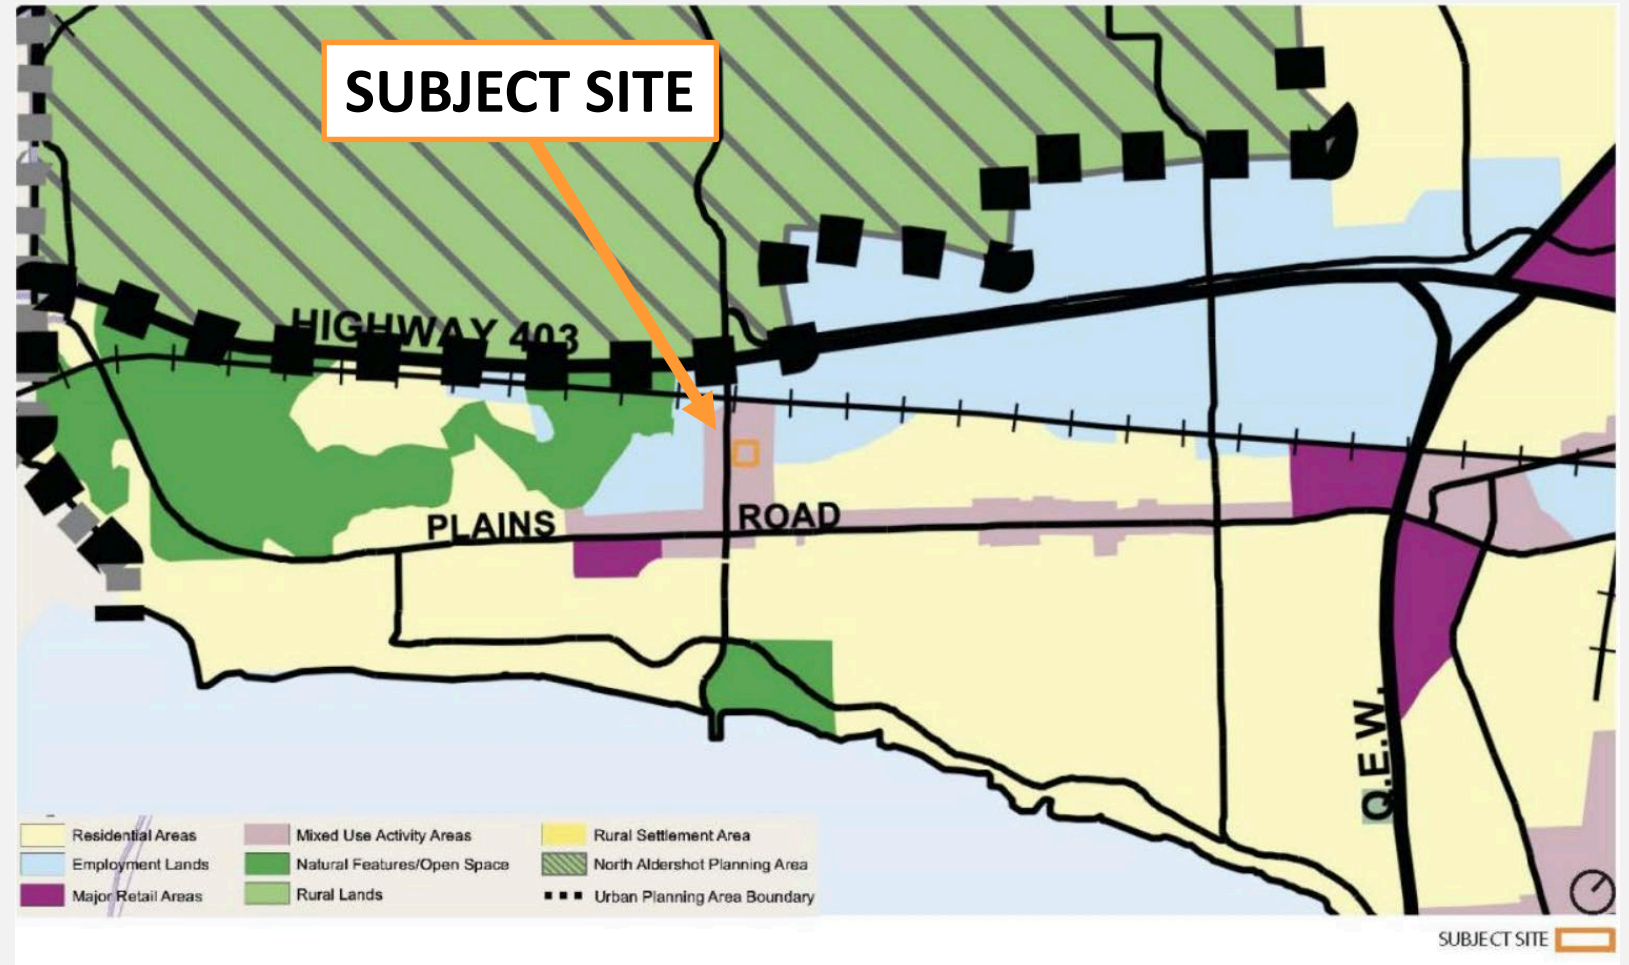 SUBJECT SITE
HIGHWAY 403
PLAINS ROAD
Q.E.W.
Residential Areas
Employment Lands
Major Retail Areas
Mixed Use Activity Areas
Natural Features/Open Space
Rural Lands
Rural Settlement Area
North Aldershot Planning Area
Urban Planning Area Boundary
SUBJECT SITE